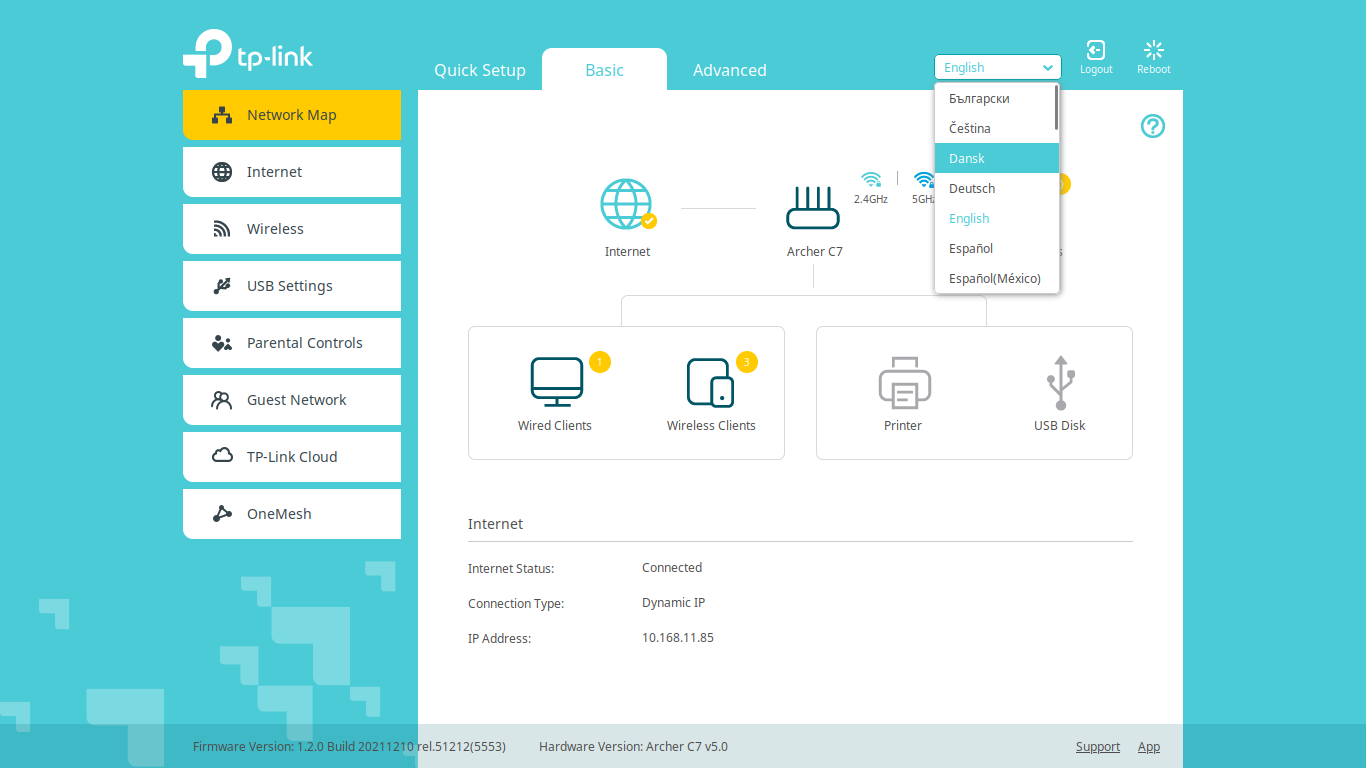 tp-link
Quick Setup
Basic
Advanced
English
Logout
Reboot
Български
Čeština
Dansk
Deutsch
English
Español
Español(México)
Network Map
Internet
Wireless
USB Settings
Parental Controls
Guest Network
TP-Link Cloud
OneMesh
2.4GHz
5GHz
Internet
Archer C7
1
3
Wired Clients
Wireless Clients
Printer
USB Disk
Internet
Internet Status: Connected
Connection Type: Dynamic IP
IP Address: 10.168.11.85
Firmware Version: 1.2.0 Build 20211210 rel.51212(5553) Hardware Version: Archer C7 v5.0 Support App